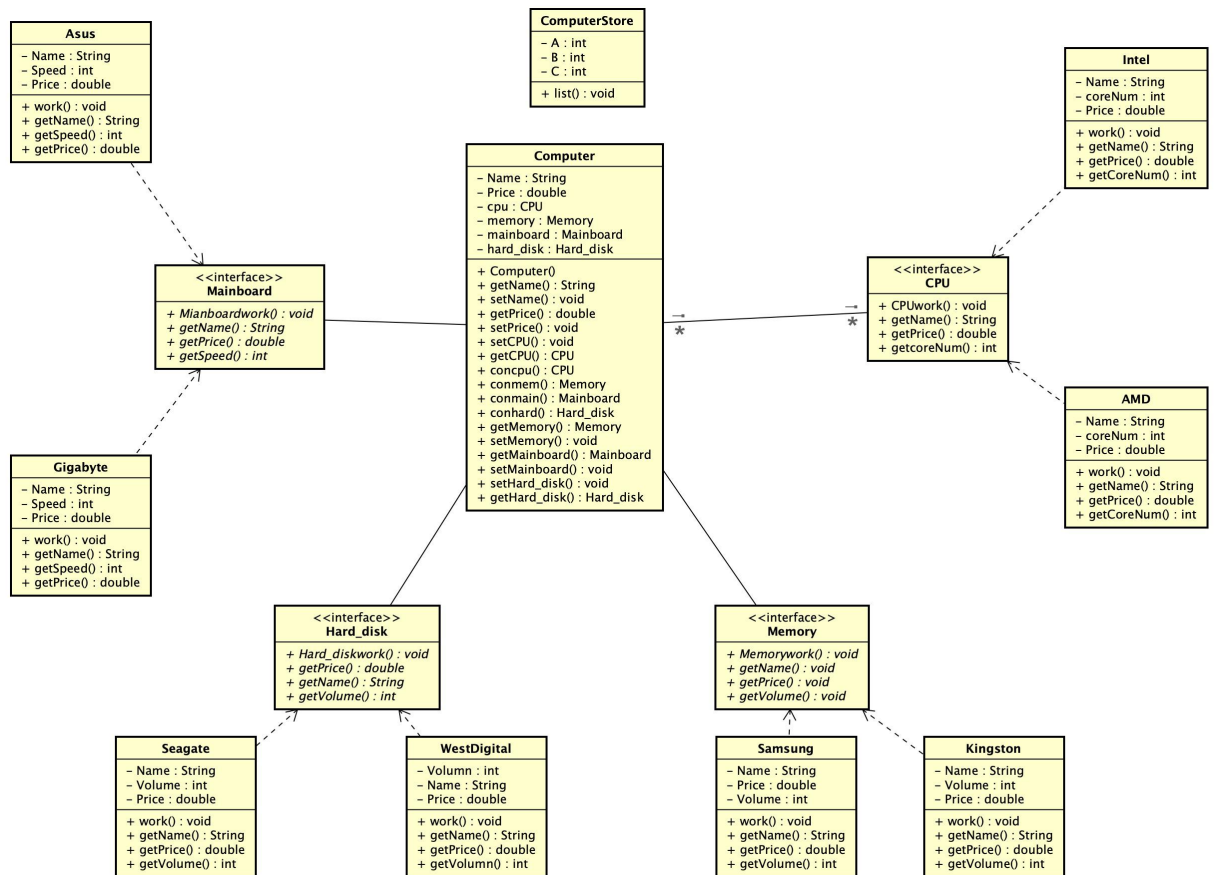 Asus
– Name : String
– Speed : int
– Price : double
+ work() : void
+ getName() : String
+ getSpeed() : int
+ getPrice() : double
ComputerStore
– A : int
– B : int
– C : int
+ list() : void
Intel
– Name : String
– coreNum : int
– Price : double
+ work() : void
+ getName() : String
+ getPrice() : double
+ getCoreNum() : int
Computer
– Name : String
– Price : double
– cpu : CPU
– memory : Memory
– mainboard : Mainboard
– hard_disk : Hard_disk
+ Computer()
+ getName() : String
+ setName() : void
+ getPrice() : double
+ setPrice() : void
+ setCPU() : void
+ getCPU() : CPU
+ concpu() : CPU
+ conmem() : Memory
+ conmain() : Mainboard
+ conhard() : Hard_disk
+ getMemory() : Memory
+ setMemory() : void
+ getMainboard() : Mainboard
+ setMainboard() : void
+ setHard_disk() : void
+ getHard_disk() : Hard_disk
<<interface>>
Mainboard
+ Mianboardwork() : void
+ getName() : String
+ getPrice() : double
+ getSpeed() : int
*
*
<<interface>>
CPU
+ CPUwork() : void
+ getName() : String
+ getPrice() : double
+ getcoreNum() : int
AMD
– Name : String
– coreNum : int
– Price : double
+ work() : void
+ getName() : String
+ getPrice() : double
+ getCoreNum() : int
Gigabyte
– Name : String
– Speed : int
– Price : double
+ work() : void
+ getName() : String
+ getSpeed() : int
+ getPrice() : double
<<interface>>
Hard_disk
+ Hard_diskwork() : void
+ getPrice() : double
+ getName() : String
+ getVolume() : int
<<interface>>
Memory
+ Memorywork() : void
+ getName() : void
+ getPrice() : void
+ getVolume() : void
Seagate
– Name : String
– Volume : int
– Price : double
+ work() : void
+ getName() : String
+ getPrice() : double
+ getVolume() : int
WestDigital
– Volumn : int
– Name : String
– Price : double
+ work() : void
+ getName() : String
+ getPrice() : double
+ getVolumn() : int
Samsung
– Name : String
– Price : double
– Volume : int
+ work() : void
+ getName() : String
+ getPrice() : double
+ getVolume() : int
Kingston
– Name : String
– Volume : int
– Price : double
+ work() : void
+ getName() : String
+ getPrice() : double
+ getVolume() : int